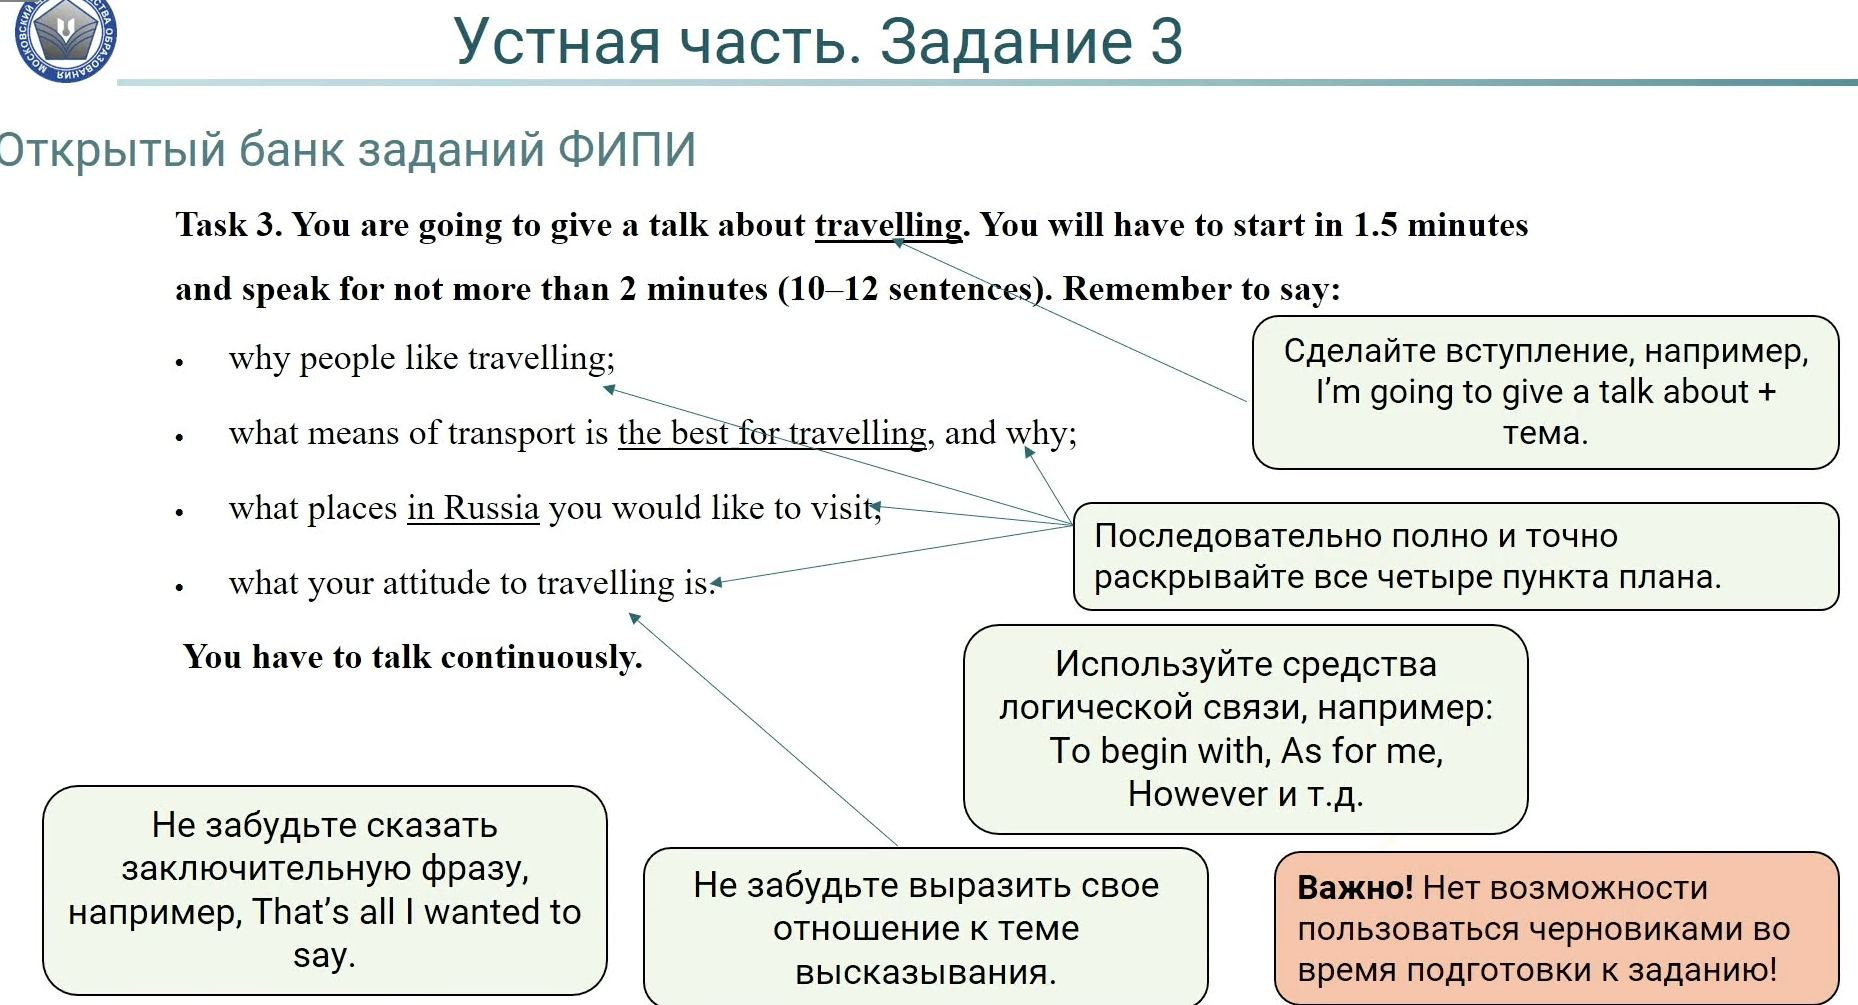 Устная часть. Задание 3
Открытый банк заданий ФИПИ
Task 3. You are going to give a talk about travelling. You will have to start in 1.5 minutes
and speak for not more than 2 minutes (10–12 sentences). Remember to say:
• why people like travelling;
• what means of transport is the best for travelling, and why;
• what places in Russia you would like to visit;
• what your attitude to travelling is.
You have to talk continuously.
Сделайте вступление, например,
I’m going to give a talk about +
тема.
Последовательно полно и точно
раскрывайте все четыре пункта плана.
Используйте средства
логической связи, например:
To begin with, As for me,
However и т.д.
Не забудьте сказать
заключительную фразу,
например, That’s all I wanted to
say.
Не забудьте выразить свое
отношение к теме
высказывания.
Важно! Нет возможности
пользоваться черновиками во
время подготовки к заданию!